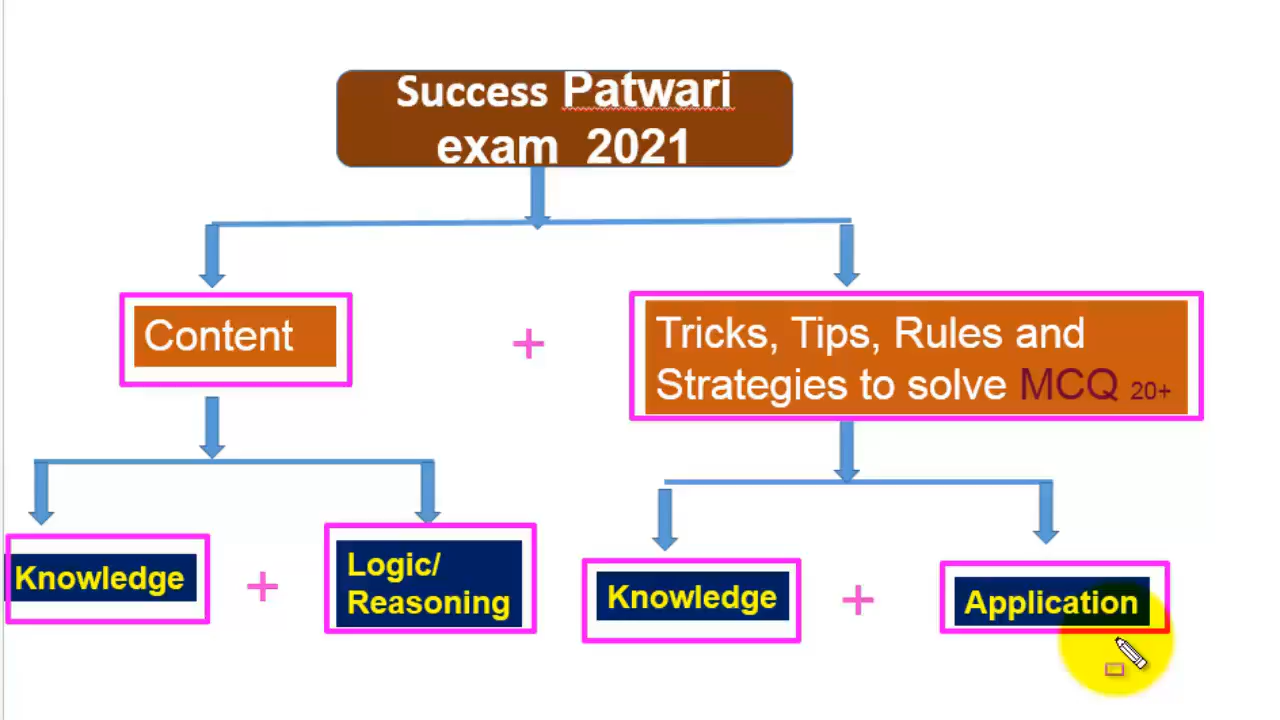 Success Patwari
exam 2021
Content
+
Tricks, Tips, Rules and
Strategies to solve MCQ 20+
Knowledge
+
Logic/
Reasoning
Knowledge
+
Application